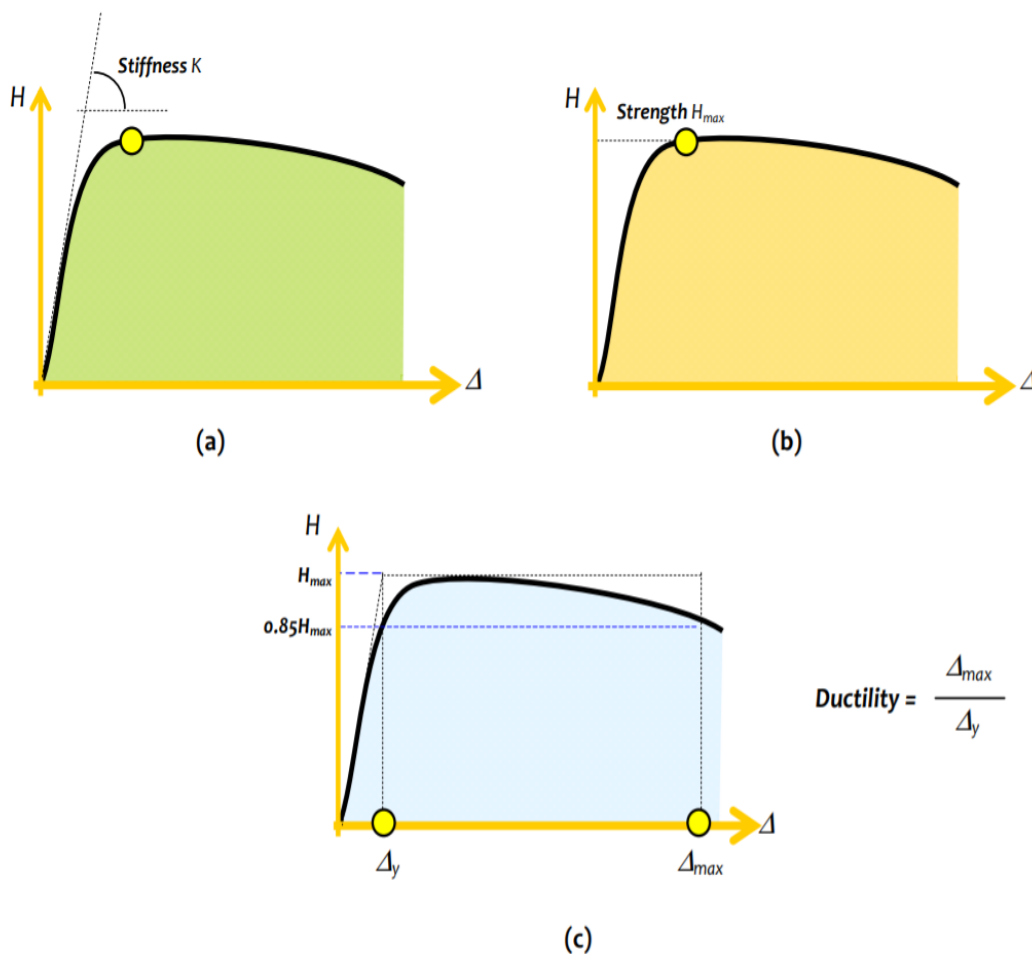 Stiffness K
H
Δ
(a)
H
Strength Hmax
Δ
(b)
H
Hmax
0.85Hmax
Δ
Δy
Δmax
Ductility = Δmax
Δy
(c)